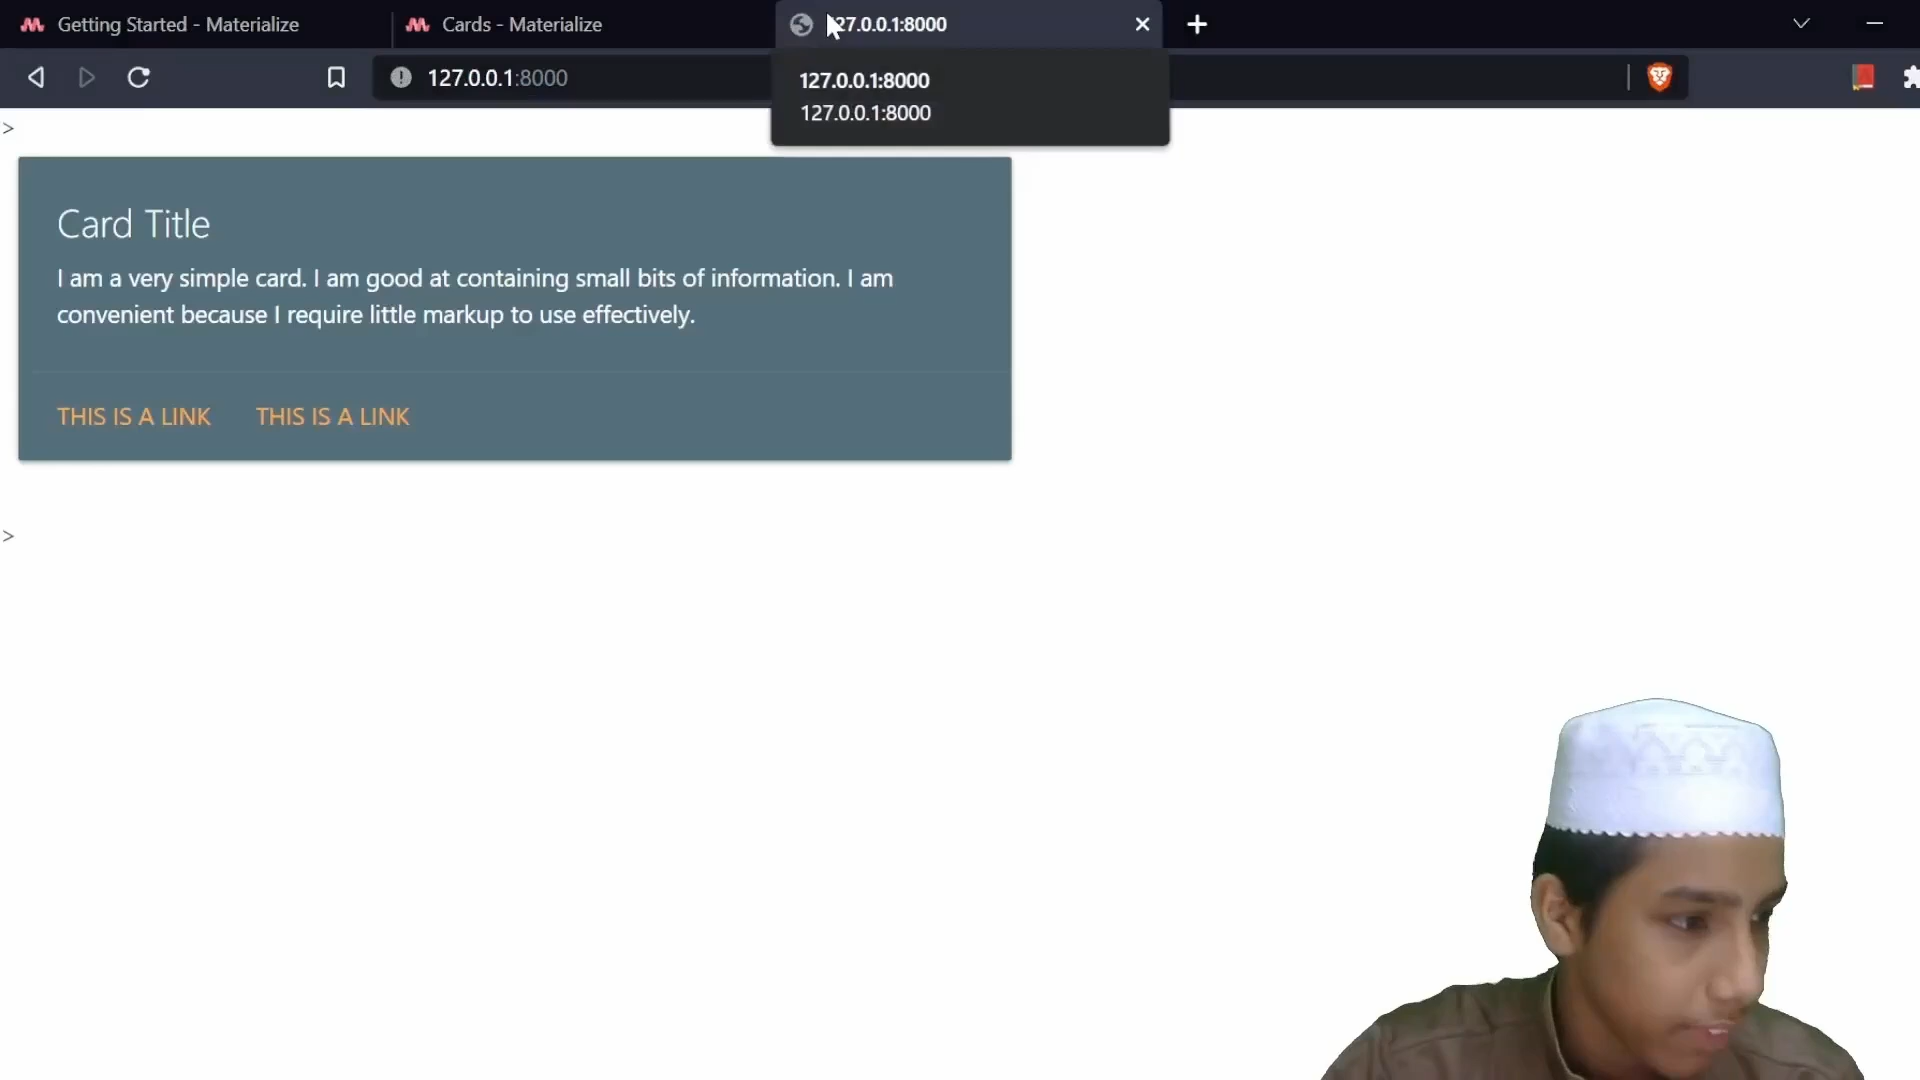 Getting Started - Materialize
Cards - Materialize
27.0.0.1:8000
127.0.0.1:8000
127.0.0.1:8000
127.0.0.1:8000
>
Card Title
I am a very simple card. I am good at containing small bits of information. I am
convenient because I require little markup to use effectively.
THIS IS A LINK THIS IS A LINK
>